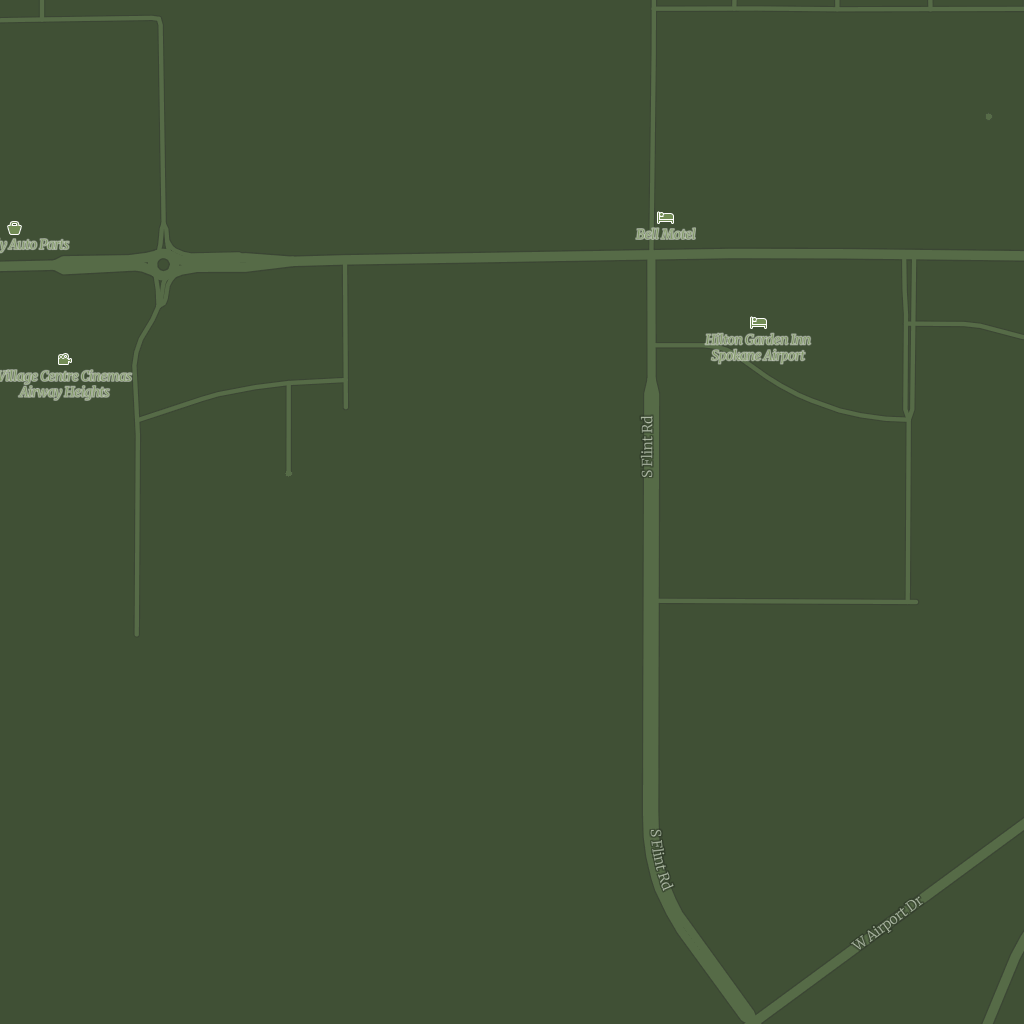 Bell Motel
y Auto Parts
Hilton Garden Inn
Spokane Airport
Village Centre Cinemas
Airway Heights
S Flint Rd
S Flint Rd
W Airport Dr